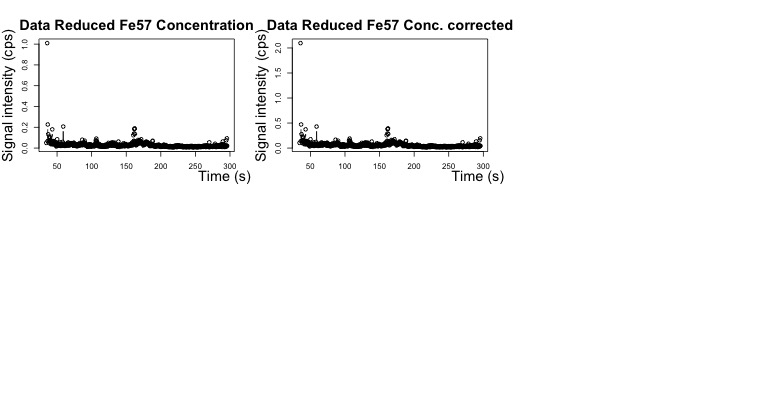 Data Reduced Fe57 Concentration
Signal intensity (cps)
0.0 0.2 0.4 0.6 0.8 1.0
50 100 150 200 250 300
Time (s)
Data Reduced Fe57 Conc. corrected
Signal intensity (cps)
0.0 0.5 1.0 1.5 2.0
50 100 150 200 250 300
Time (s)